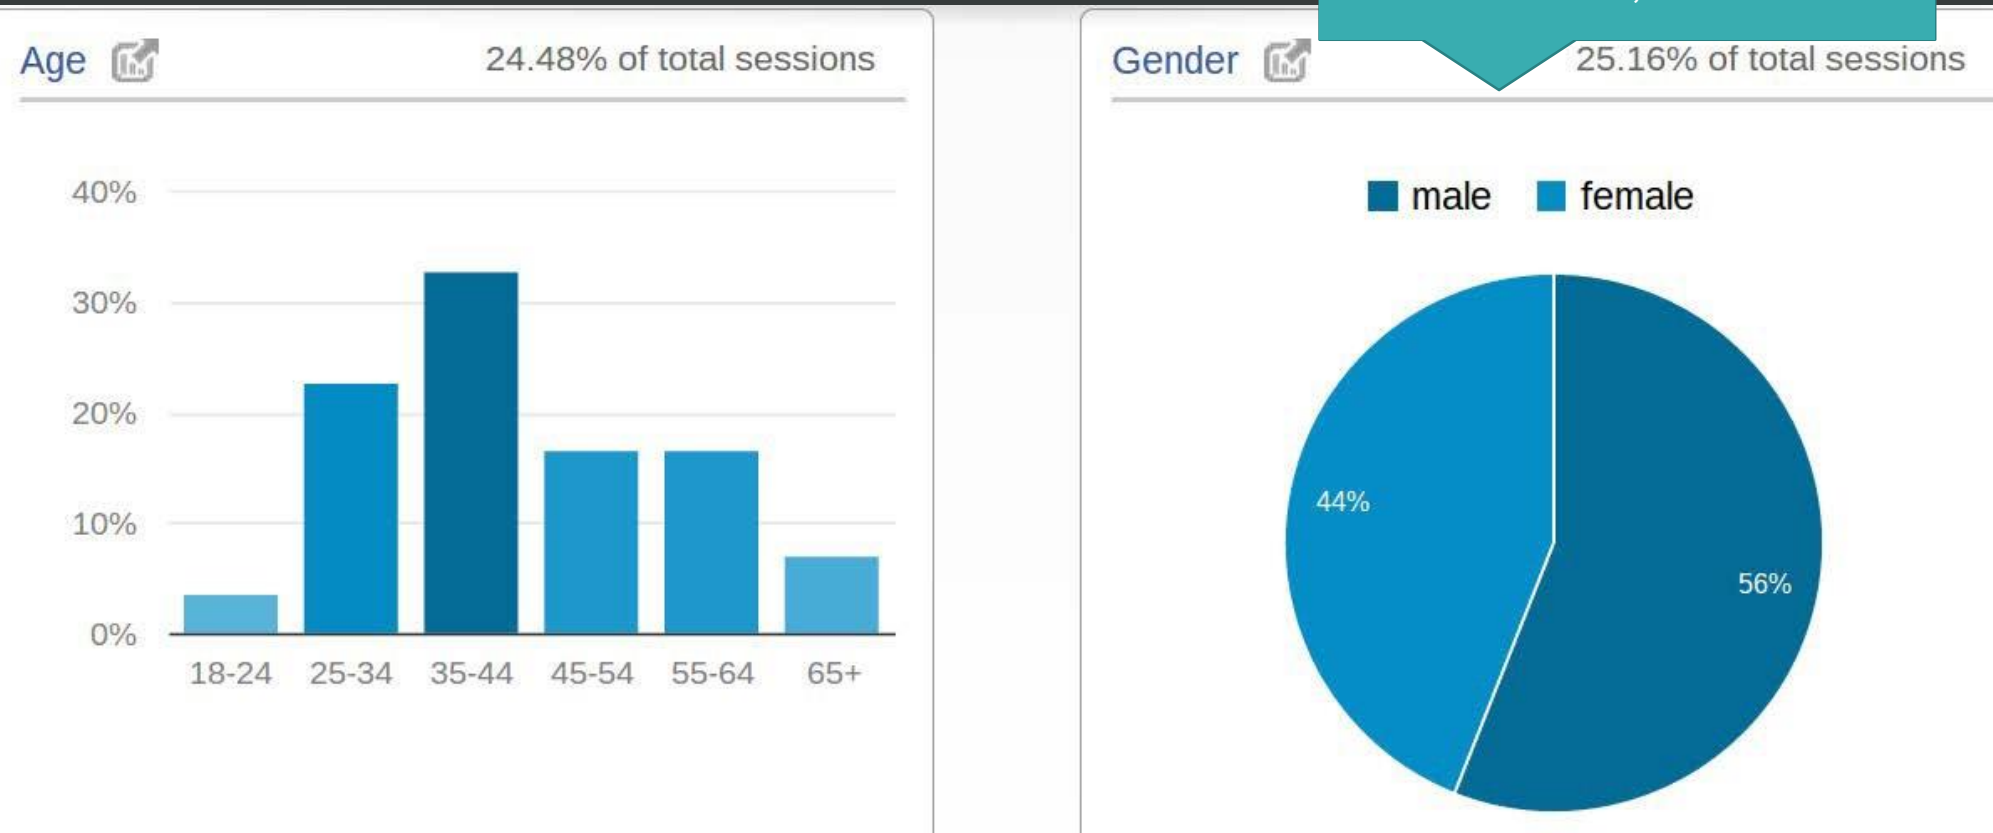 Age
24.48% of total sessions
40%
30%
20%
10%
0%
18-24 25-34 35-44 45-54 55-64 65+
Gender
25.16% of total sessions
male female
44%
56%